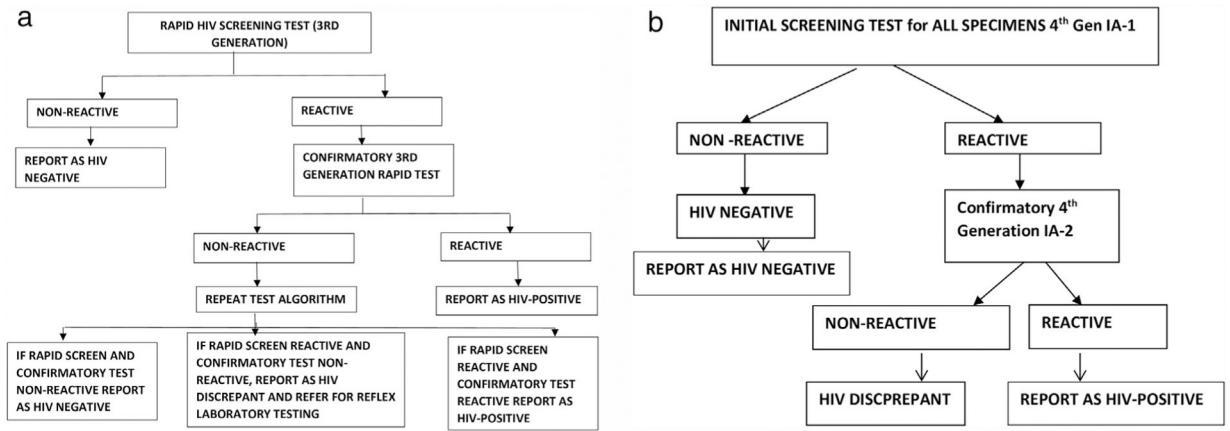 a
RAPID HIV SCREENING TEST (3RD
GENERATION)
NON-REACTIVE
REACTIVE
REPORT AS HIV
NEGATIVE
CONFIRMATORY 3RD
GENERATION RAPID TEST
NON-REACTIVE
REACTIVE
REPEAT TEST ALGORITHM
REPORT AS HIV-POSITIVE
IF RAPID SCREEN AND
CONFIRMATORY TEST
NON-REACTIVE REPORT
AS HIV NEGATIVE
IF RAPID SCREEN REACTIVE AND
CONFIRMATORY TEST NON-
REACTIVE, REPORT AS HIV
DISCREPANT AND REFER FOR REFLEX
LABORATORY TESTING
IF RAPID SCREEN
REACTIVE AND
CONFIRMATORY TEST
REACTIVE REPORT AS
HIV-POSITIVE
b
INITIAL SCREENING TEST for ALL SPECIMENS 4th Gen IA-1
NON -REACTIVE
REACTIVE
HIV NEGATIVE
Confirmatory 4th
Generation IA-2
REPORT AS HIV NEGATIVE
NON-REACTIVE
REACTIVE
HIV DISCPREPANT
REPORT AS HIV-POSITIVE